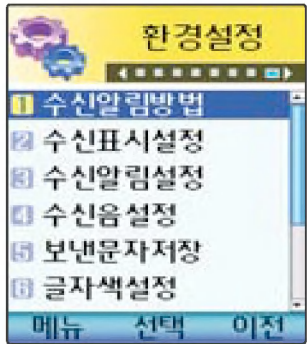 환경설정
1 수신알림방법
2 수신표시설정
3 수신알림설정
4 수신음설정
5 보낸문자저장
6 글자색설정
메뉴 선택 이전